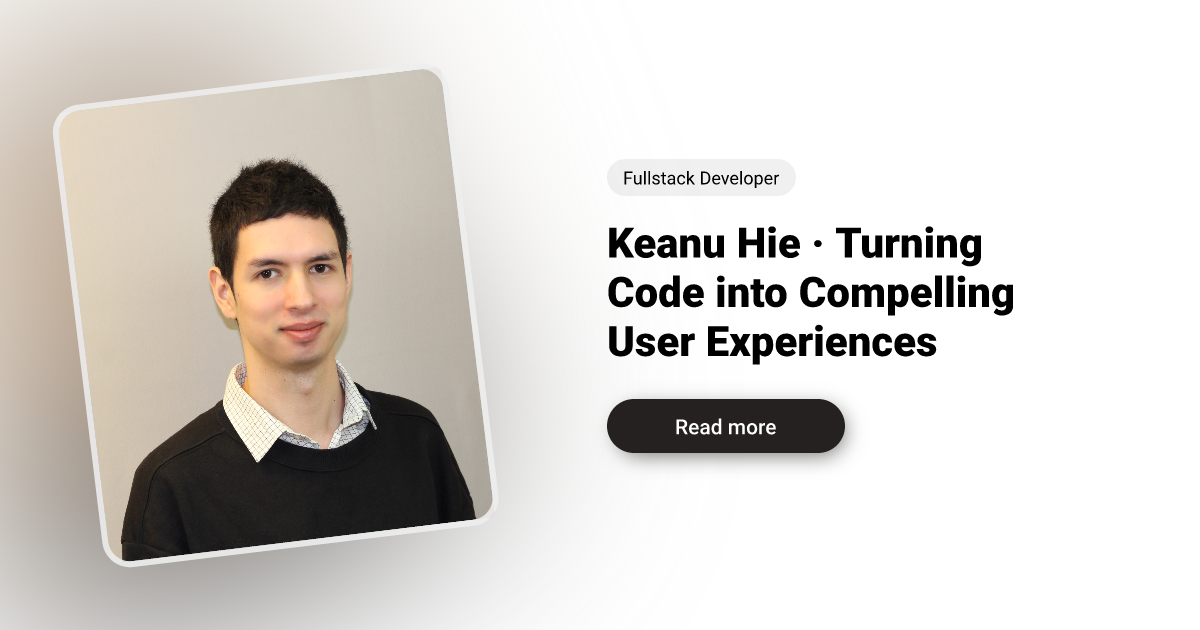 Fullstack Developer
Keanu Hie · Turning
Code into Compelling
User Experiences
Read more